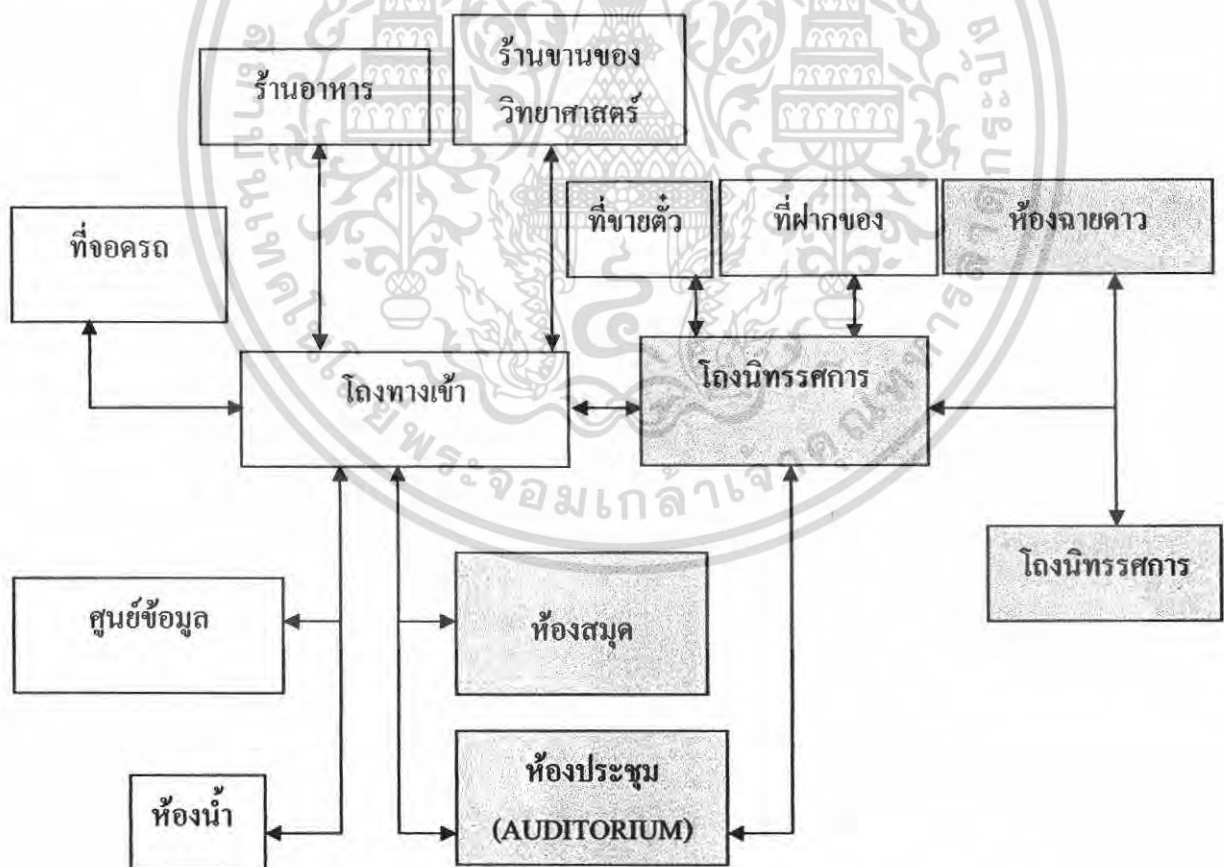 ร้านอาหาร
ร้านขานของ
วิทยาศาสตร์
ที่จอดรถ
ที่ขายตั๋ว
ที่ฝากของ
ห้องฉายดาว
โถงทางเข้า
โถงนิทรรศการ
โถงนิทรรศการ
ศูนย์ข้อมูล
ห้องสมุด
ห้องน้ำ
ห้องประชุม
(AUDITORIUM)